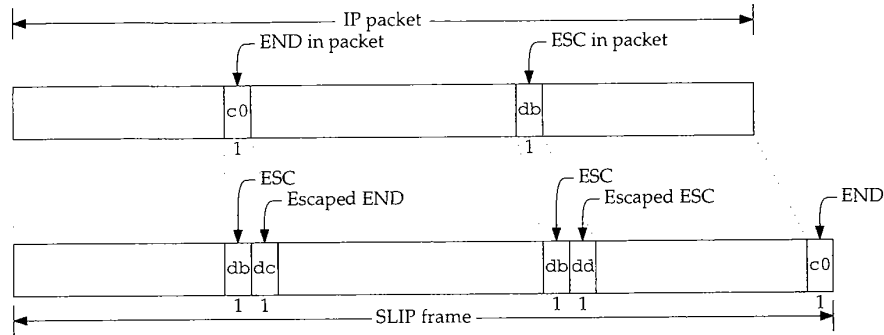 IP packet
END in packet
ESC in packet
c0
db
1
1
ESC
Escaped END
ESC
Escaped ESC
END
db
dc
db
dd
c0
1
1
1
1
1
SLIP frame